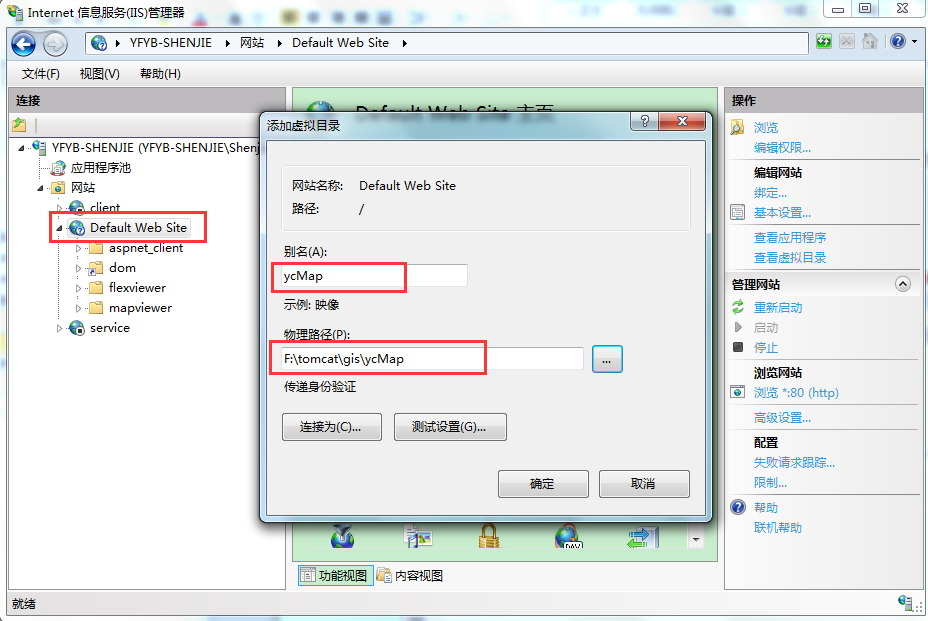 Internet 信息服务(IIS)管理器
YFYB-SHENJIE 网站 Default Web Site
文件(F) 视图(V) 帮助(H)
连接
YFYB-SHENJIE (YFYB-SHENJIE\Shenj
应用程序池
网站
client
Default Web Site
aspnet_client
dom
flexviewer
mapviewer
service
Default Web Site 主页
添加虚拟目录
网站名称: Default Web Site
路径: /
别名(A):
ycMap
示例: 映像
物理路径(P):
F:\tomcat\gis\ycMap
...
传递身份验证
连接为(C)...
测试设置(G)...
确定
取消
DAV
功能视图
内容视图
操作
浏览
编辑权限...
编辑网站
绑定...
基本设置...
查看应用程序
查看虚拟目录
管理网站
重新启动
启动
停止
浏览网站
浏览 *:80 (http)
高级设置...
配置
失败请求跟踪...
限制...
帮助
联机帮助
就绪